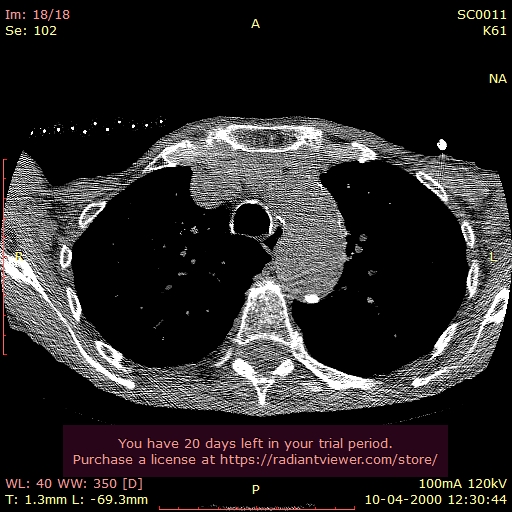 Im: 18/18
Se: 102
A
SC0011
K61
NA
R
L
You have 20 days left in your trial period.
Purchase a license at https://radiantviewer.com/store/
WL: 40 WW: 350 [D]
T: 1.3mm L: -69.3mm
P
100mA 120kV
10-04-2000 12:30:44